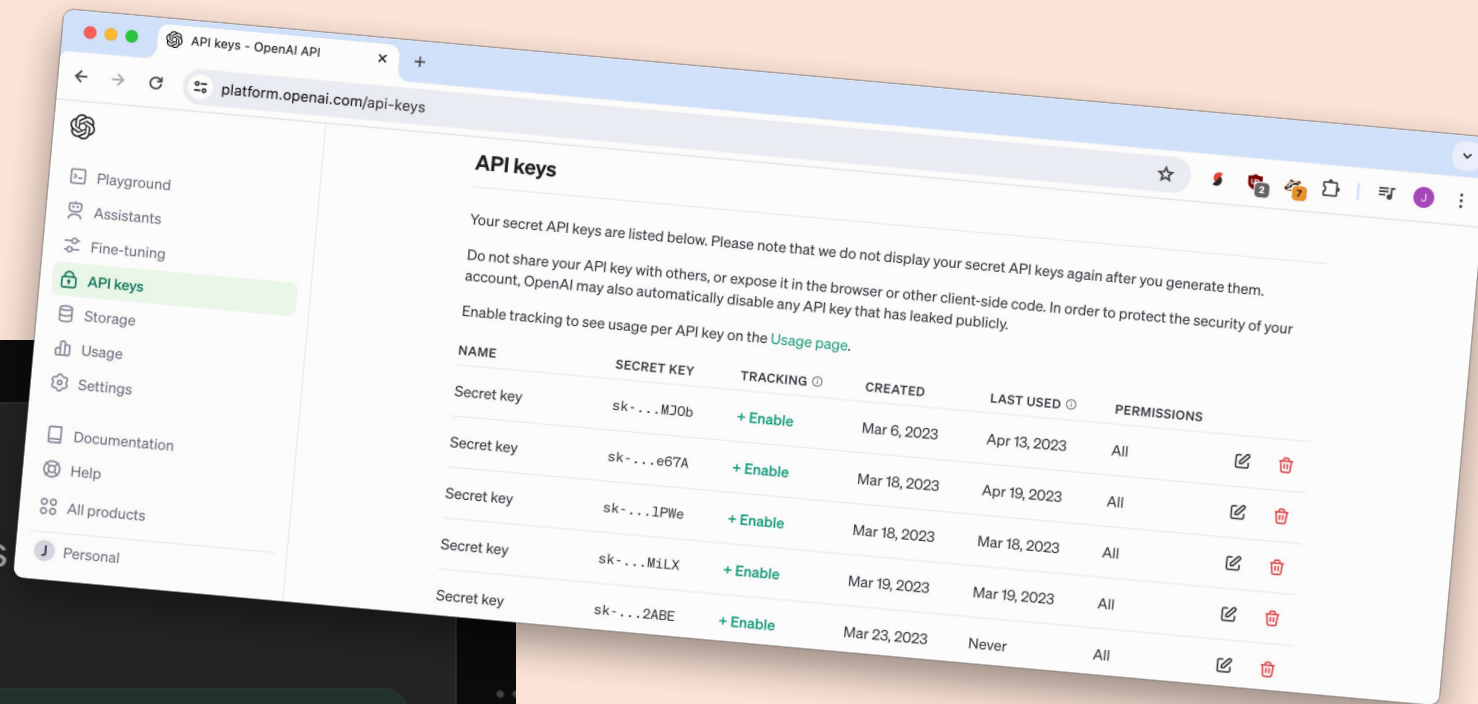 API keys - OpenAI API
platform.openai.com/api-keys
2
7
J
Playground
Assistants
Fine-tuning
API keys
Storage
Usage
Settings
Documentation
Help
All products
J Personal
API keys
Your secret API keys are listed below. Please note that we do not display your secret API keys again after you generate them.
Do not share your API key with others, or expose it in the browser or other client-side code. In order to protect the security of your
account, OpenAI may also automatically disable any API key that has leaked publicly.
Enable tracking to see usage per API key on the Usage page.
NAME SECRET KEY TRACKING CREATED LAST USED PERMISSIONS
Secret key sk-...MJOb + Enable Mar 6, 2023 Apr 13, 2023 All
Secret key sk-...e67A + Enable Mar 18, 2023 Apr 19, 2023 All
Secret key sk-...lPWe + Enable Mar 18, 2023 Mar 18, 2023 All
Secret key sk-...MiLX + Enable Mar 19, 2023 Mar 19, 2023 All
Secret key sk-...2ABE + Enable Mar 23, 2023 Never All